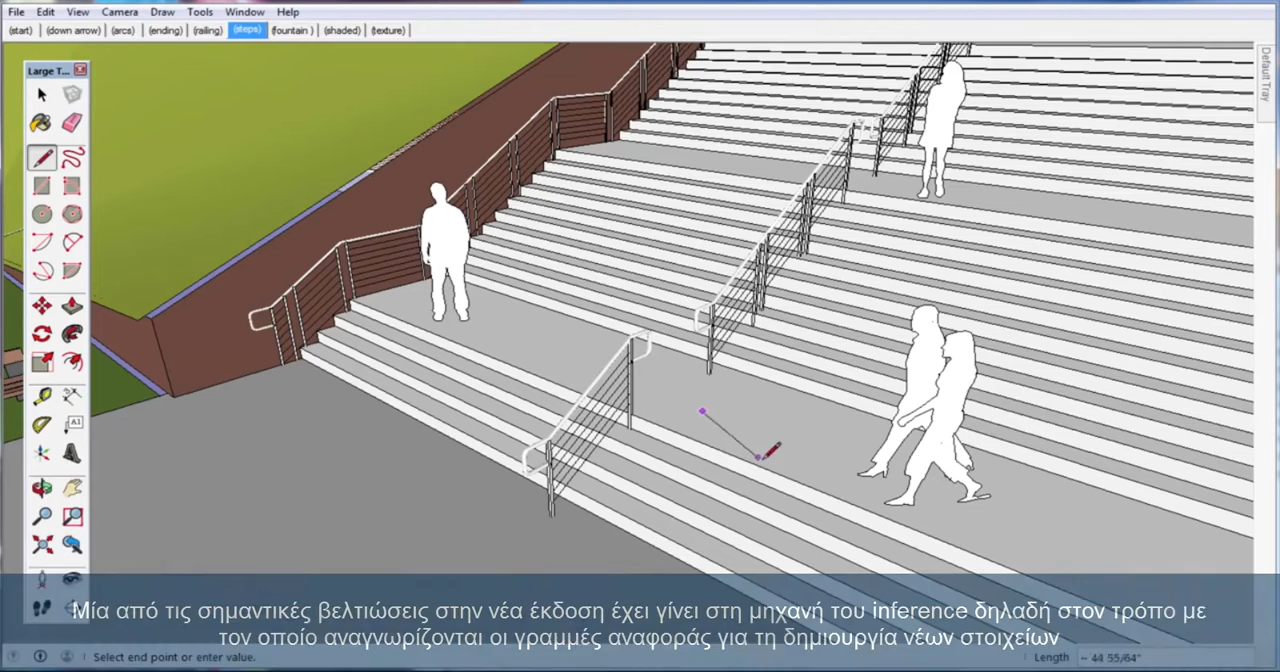 File Edit View Camera Draw Tools Window Help
(start) (down arrow) (arcs) (ending) (railing) (steps) (fountain ) (shaded) (texture)
Large T...
Default Tray
A1
Μία από τις σημαντικές βελτιώσεις στην νέα έκδοση έχει γίνει στη μηχανή του inference δηλαδή στον τρόπο με
τον οποίο αναγνωρίζονται οι γραμμές αναφοράς για τη δημιουργία νέων στοιχείων
Select end point or enter value.
Length ~ 44 55/64"